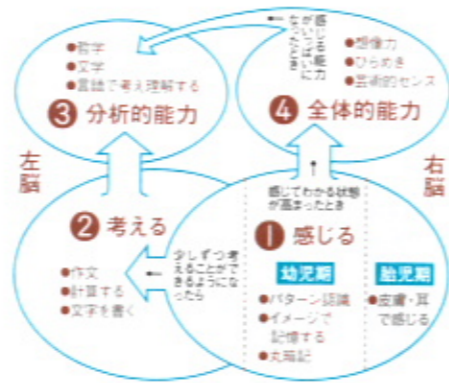 ●数学
●文字
●言語で考え理解する
❸ 分析的能力
感じる能力
がいっぱいに
なったとき
●想像力
●ひらめき
●芸術的センス
❹ 全体的能力
左脳
右脳
❷ 考える
●作文
●計算する
●文字を書く
少しずつ考
えることがで
きるようにな
ったら
感じてわかる状態
が高まったとき
❶ 感じる
幼児期
●パターン認識
●イメージで
記憶する
●丸暗記
胎児期
●皮膚・耳
で感じる